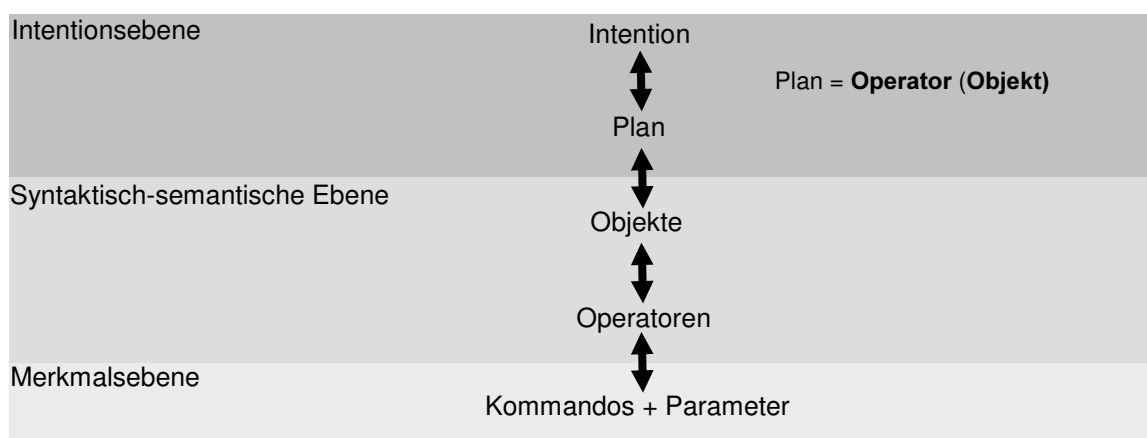 Intentionsebene
Intention
Plan = Operator (Objekt)
Plan
Syntaktisch-semantische Ebene
Objekte
Operatoren
Merkmalsebene
Kommandos + Parameter